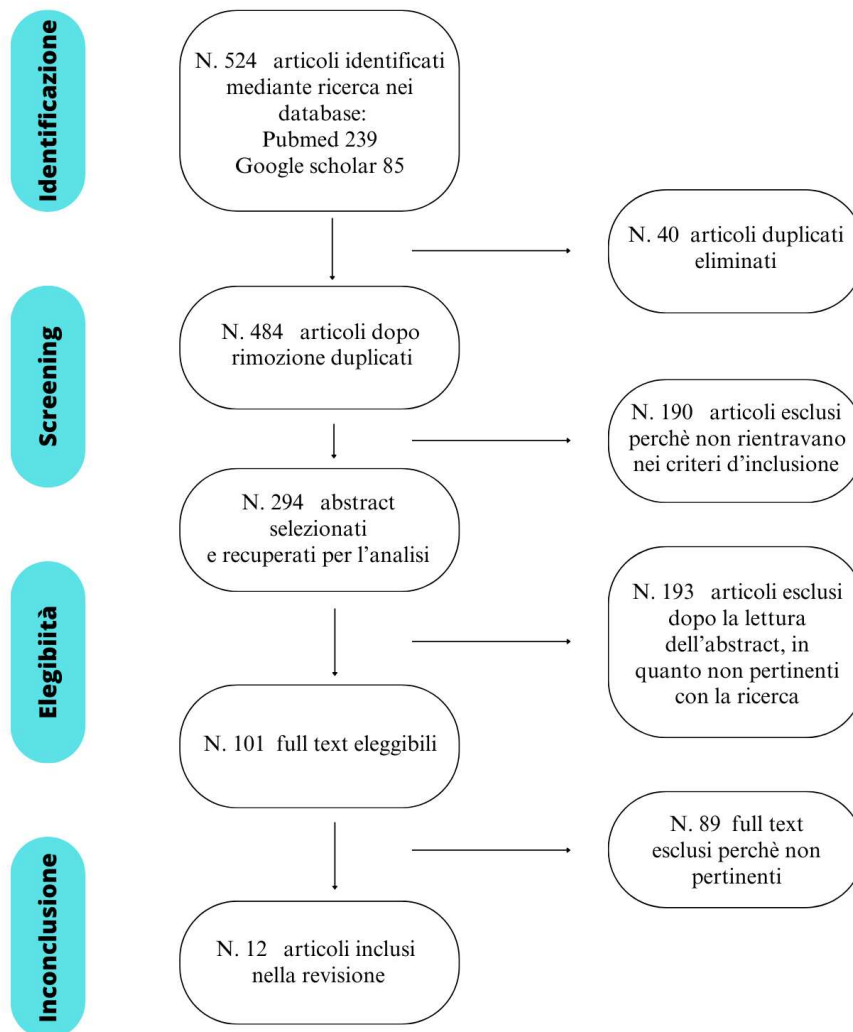 Identificazione
N. 524 articoli identificati
mediante ricerca nei
database:
Pubmed 239
Google scholar 85
N. 40 articoli duplicati
eliminati
Screening
N. 484 articoli dopo
rimozione duplicati
N. 190 articoli esclusi
perchè non rientravano
nei criteri d'inclusione
N. 294 abstract
selezionati
e recuperati per l'analisi
Elegibiità
N. 193 articoli esclusi
dopo la lettura
dell'abstract, in
quanto non pertinenti
con la ricerca
N. 101 full text eleggibili
N. 89 full text
esclusi perchè non
pertinenti
Inconclusione
N. 12 articoli inclusi
nella revisione